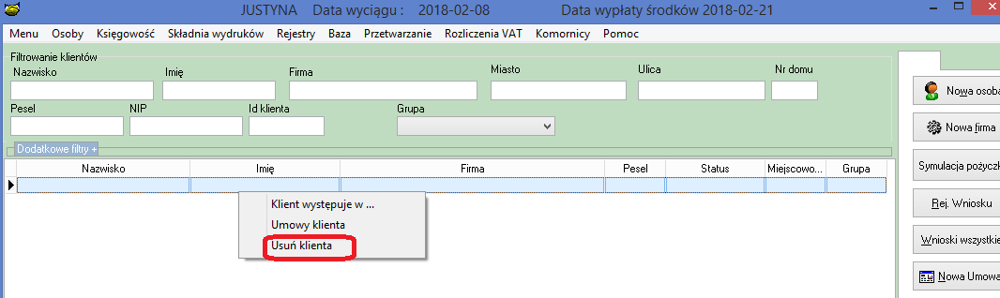 JUSTYNA Data wyciągu : 2018-02-08 Data wypłaty środków 2018-02-21
Menu Osoby Księgowość Składnia wydruków Rejestry Baza Przetwarzanie Rozliczenia VAT Komornicy Pomoc
Filtrowanie klientów
Nazwisko Imię Firma Miasto Ulica Nr domu
Pesel NIP Id klienta Grupa
Dodatkowe filtry +
Nazwisko Imię Firma Pesel Status Miejscowo... Grupa
Klient występuje w ...
Umowy klienta
Usuń klienta
Nowa osoba
Nowa firma
Symulacja pożyczk
Rej. Wniosku
Wnioski wszystkie
Nowa Umowa